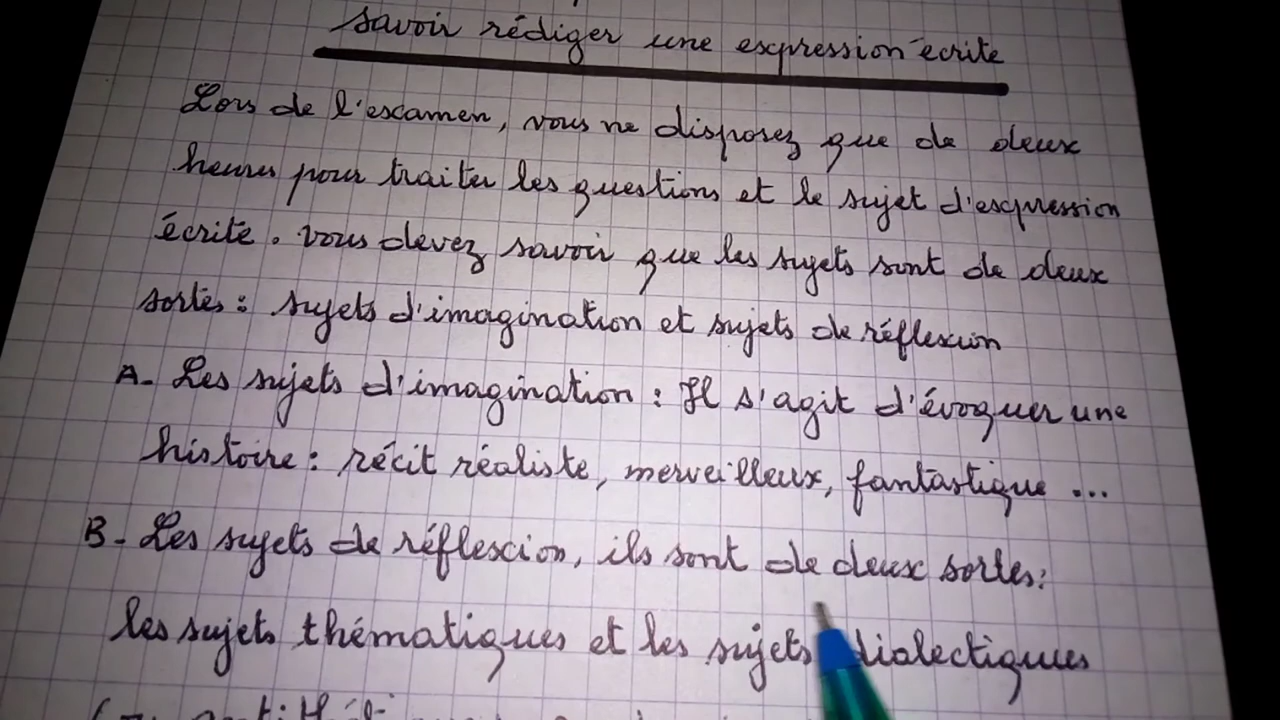 savoir rédiger une expression écrite
Lors de l'examen, vous ne disposez que de deux
heures pour traiter les questions et le sujet d'expression
écrite. vous devez savoir que les sujets sont de deux
sortes : sujets d'imagination et sujets de réflexion
A- Les sujets d'imagination : Il s'agit d'évoquer une
histoire : récit réaliste, merveilleux, fantastique ...
B- Les sujets de réflexion, ils sont de deux sortes :
les sujets thématiques et les sujets dialectiques